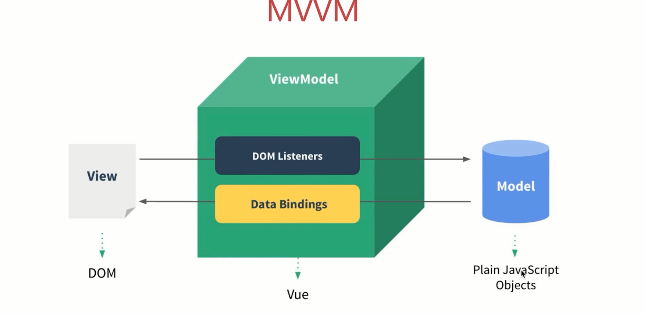 MVVM
ViewModel
DOM Listeners
View
Data Bindings
Model
DOM
Vue
Plain JavaScript
Objects